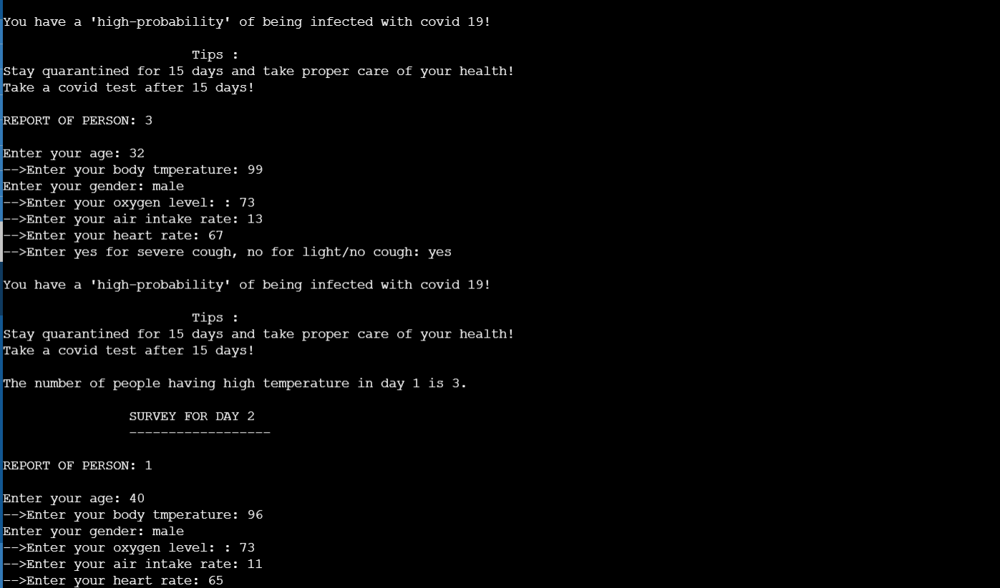 You have a 'high-probability' of being infected with covid 19!
Tips :
Stay quarantined for 15 days and take proper care of your health!
Take a covid test after 15 days!
REPORT OF PERSON: 3
Enter your age: 32
-->Enter your body tmperature: 99
Enter your gender: male
-->Enter your oxygen level: : 73
-->Enter your air intake rate: 13
-->Enter your heart rate: 67
-->Enter yes for severe cough, no for light/no cough: yes
You have a 'high-probability' of being infected with covid 19!
Tips :
Stay quarantined for 15 days and take proper care of your health!
Take a covid test after 15 days!
The number of people having high temperature in day 1 is 3.
SURVEY FOR DAY 2
------------------
REPORT OF PERSON: 1
Enter your age: 40
-->Enter your body tmperature: 96
Enter your gender: male
-->Enter your oxygen level: : 73
-->Enter your air intake rate: 11
-->Enter your heart rate: 65